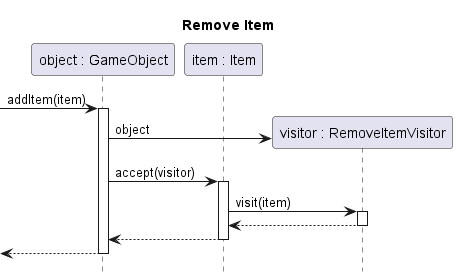 Remove Item
object : GameObject
item : Item
addItem(item)
object
visitor : RemoveItemVisitor
accept(visitor)
visit(item)